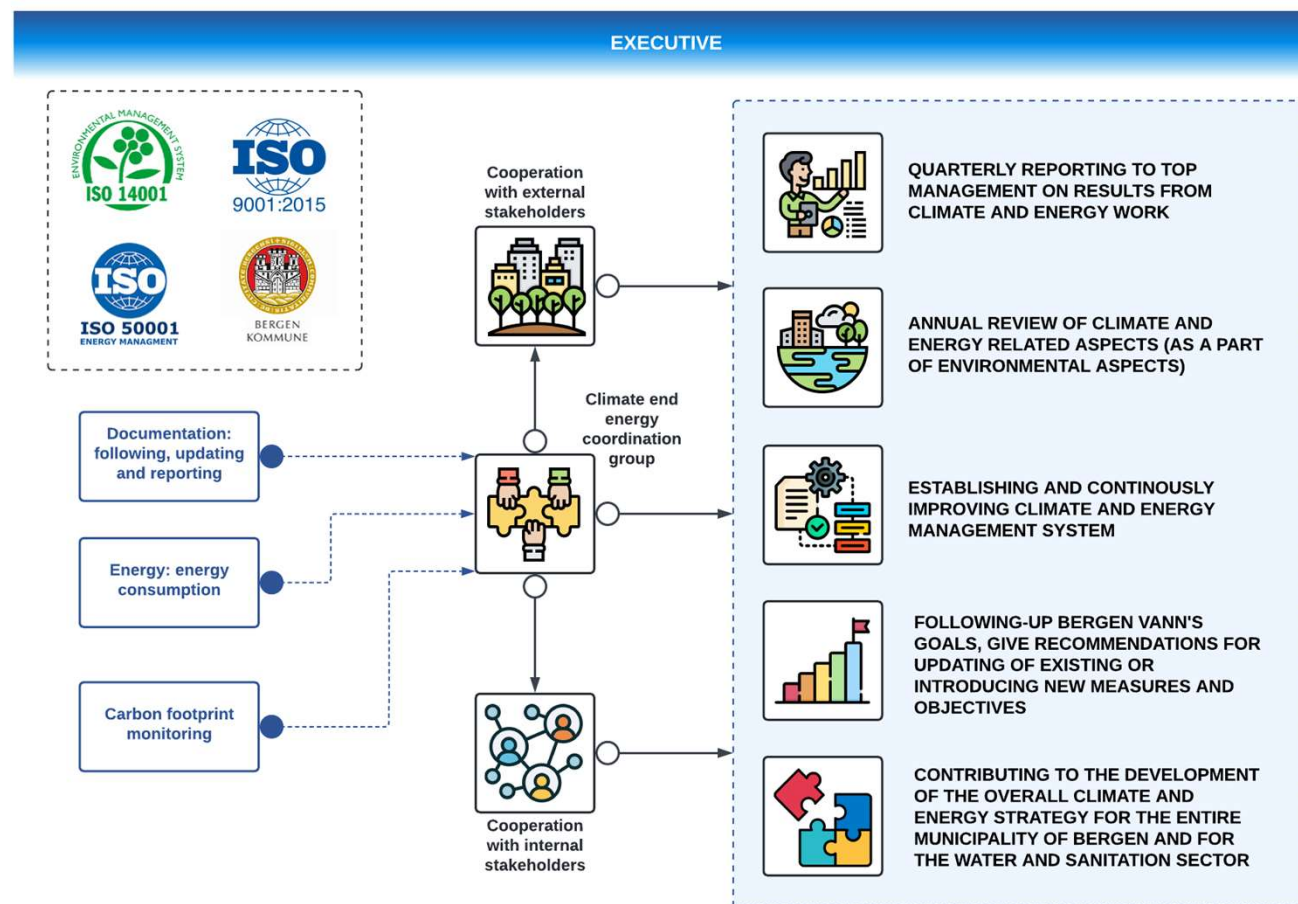 EXECUTIVE
ENVIRONMENTAL MANAGEMENT SYSTEM
ISO 14001
ISO
9001:2015
ISO
ISO 50001
ENERGY MANAGMENT
BERGEN
KOMMUNE
Documentation:
following, updating
and reporting
Energy: energy
consumption
Carbon footprint
monitoring
Cooperation
with external
stakeholders
Climate end
energy
coordination
group
Cooperation
with internal
stakeholders
QUARTERLY REPORTING TO TOP
MANAGEMENT ON RESULTS FROM
CLIMATE AND ENERGY WORK
ANNUAL REVIEW OF CLIMATE AND
ENERGY RELATED ASPECTS (AS A PART
OF ENVIRONMENTAL ASPECTS)
ESTABLISHING AND CONTINOUSLY
IMPROVING CLIMATE AND ENERGY
MANAGEMENT SYSTEM
FOLLOWING-UP BERGEN VANN'S
GOALS, GIVE RECOMMENDATIONS FOR
UPDATING OF EXISTING OR
INTRODUCING NEW MEASURES AND
OBJECTIVES
CONTRIBUTING TO THE DEVELOPMENT
OF THE OVERALL CLIMATE AND
ENERGY STRATEGY FOR THE ENTIRE
MUNICIPALITY OF BERGEN AND FOR
THE WATER AND SANITATION SECTOR